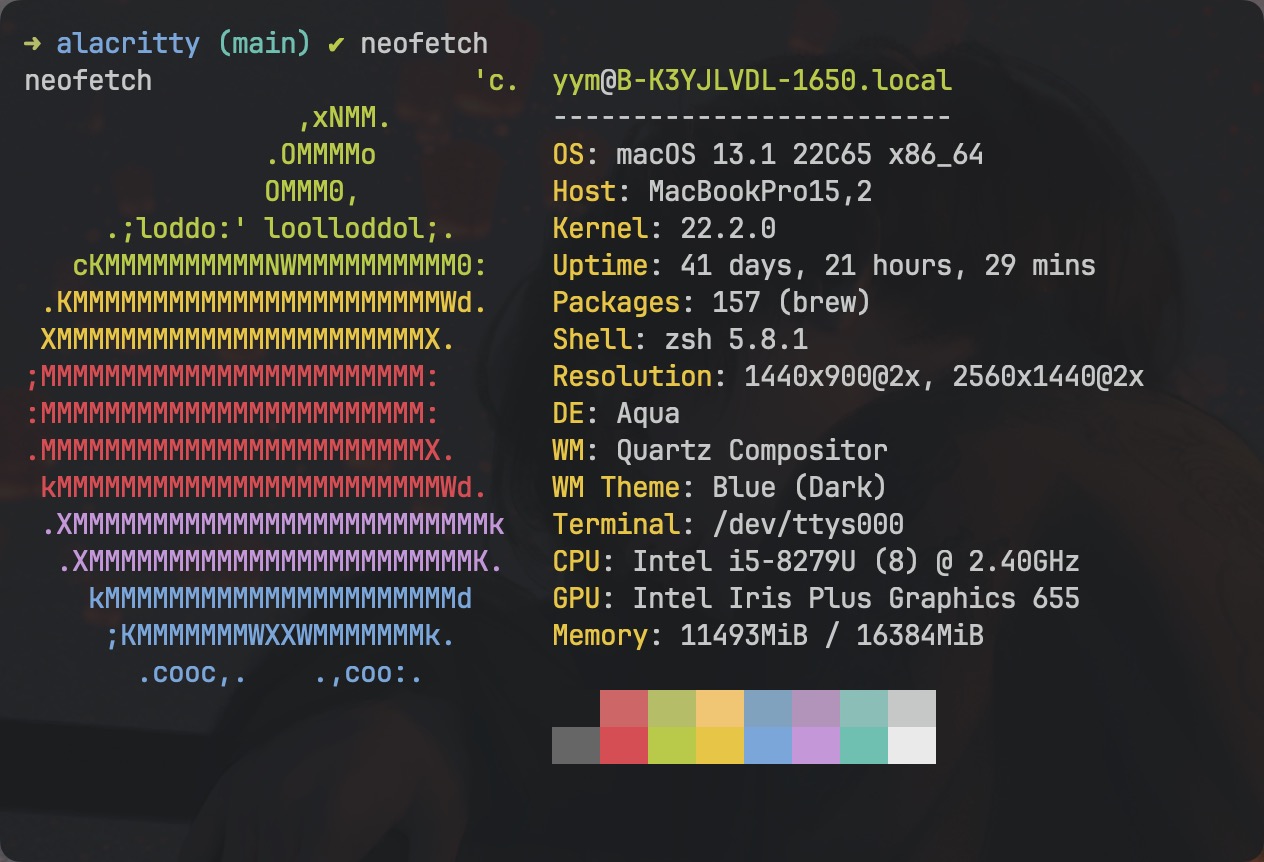 ➜ alacritty (main) ✔ neofetch
neofetch                    'c.  yym@B-K3YJLVDL-1650.local
                 ,xNMM.          -------------------------
               .OMMMMo           OS: macOS 13.1 22C65 x86_64
               OMMM0,            Host: MacBookPro15,2
     .;loddo:' loolloddol;.      Kernel: 22.2.0
   cKMMMMMMMMMMNWMMMMMMMMMM0:    Uptime: 41 days, 21 hours, 29 mins
 .KMMMMMMMMMMMMMMMMMMMMMMMWd.    Packages: 157 (brew)
 XMMMMMMMMMMMMMMMMMMMMMMMX.      Shell: zsh 5.8.1
;MMMMMMMMMMMMMMMMMMMMMMMM:       Resolution: 1440x900@2x, 2560x1440@2x
:MMMMMMMMMMMMMMMMMMMMMMMM:       DE: Aqua
.MMMMMMMMMMMMMMMMMMMMMMMMX.      WM: Quartz Compositor
 kMMMMMMMMMMMMMMMMMMMMMMMMWd.    WM Theme: Blue (Dark)
 .XMMMMMMMMMMMMMMMMMMMMMMMMMMk   Terminal: /dev/ttys000
  .XMMMMMMMMMMMMMMMMMMMMMMMMK.   CPU: Intel i5-8279U (8) @ 2.40GHz
    kMMMMMMMMMMMMMMMMMMMMMMd     GPU: Intel Iris Plus Graphics 655
     ;KMMMMMMMWXXWMMMMMMMk.      Memory: 11493MiB / 16384MiB
       .cooc,.    .,coo:.